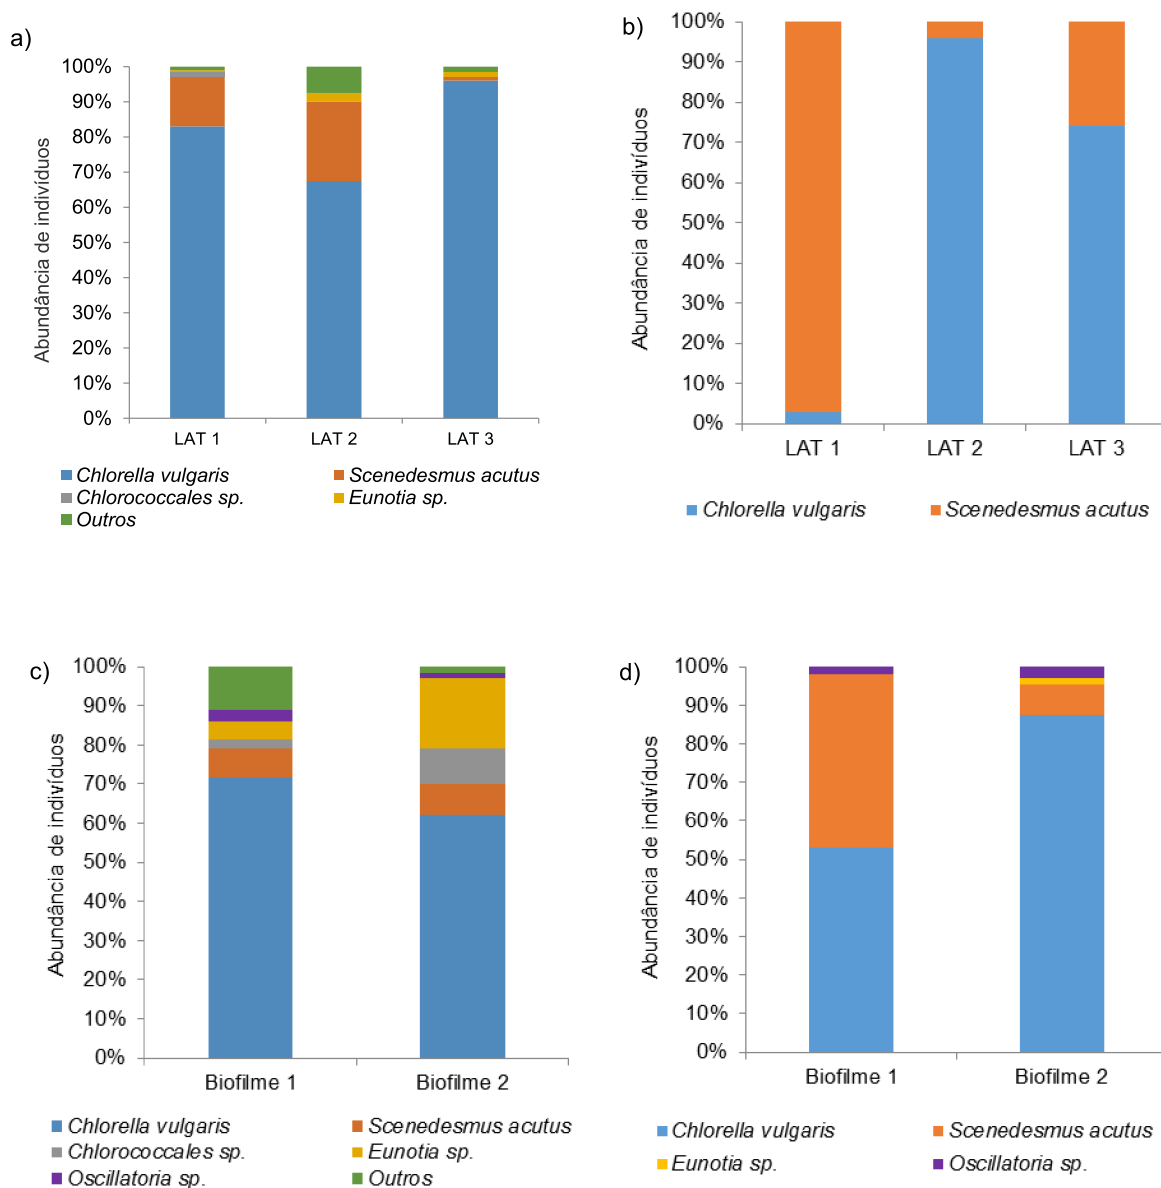 a)
100%
90%
80%
70%
60%
50%
40%
30%
20%
10%
0%
Abundância de indivíduos
LAT 1 LAT 2 LAT 3
Chlorella vulgaris Scenedesmus acutus
Chlorococcales sp. Eunotia sp.
Outros
b)
100%
90%
80%
70%
60%
50%
40%
30%
20%
10%
0%
Abundância de indivíduos
LAT 1 LAT 2 LAT 3
Chlorella vulgaris Scenedesmus acutus
c)
100%
90%
80%
70%
60%
50%
40%
30%
20%
10%
0%
Abundância de indivíduos
Biofilme 1 Biofilme 2
Chlorella vulgaris Scenedesmus acutus
Chlorococcales sp. Eunotia sp.
Oscillatoria sp. Outros
d)
100%
90%
80%
70%
60%
50%
40%
30%
20%
10%
0%
Abundância de indivíduos
Biofilme 1 Biofilme 2
Chlorella vulgaris Scenedesmus acutus
Eunotia sp. Oscillatoria sp.